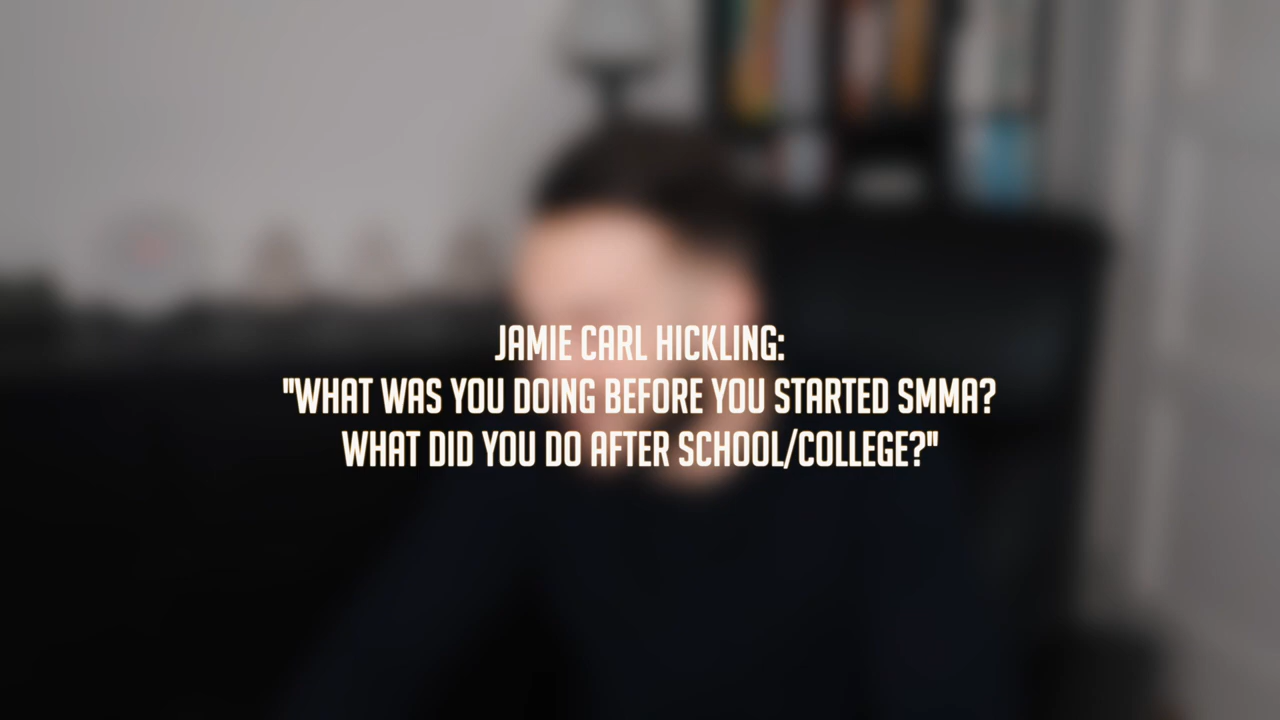 JAMIE CARL HICKLING:
"WHAT WAS YOU DOING BEFORE YOU STARTED SMMA?
WHAT DID YOU DO AFTER SCHOOL/COLLEGE?"